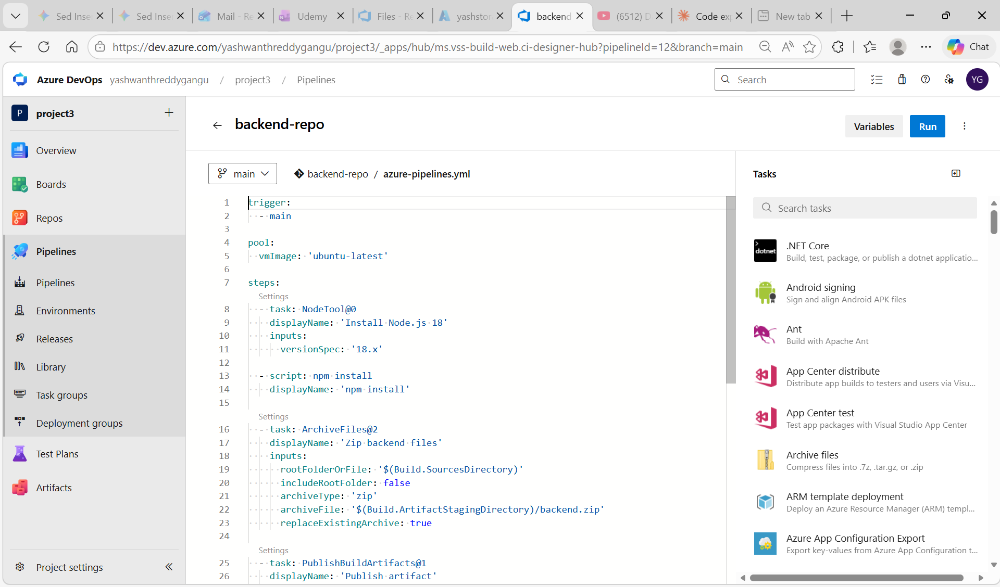 Sed Inser
Sed Inser
Mail - Re
Udemy
Files - Re
yashstor
backend
(6512) D
Code exp
New tab
https://dev.azure.com/yashwanthreddygangu/project3/_apps/hub/ms.vss-build-web.ci-designer-hub?pipelineId=12&branch=main
Chat
Azure DevOps yashwanthreddygangu / project3 / Pipelines
Search
YG
P project3
Overview
Boards
Repos
Pipelines
Pipelines
Environments
Releases
Library
Task groups
Deployment groups
Test Plans
Artifacts
Project settings
backend-repo
Variables
Run
main
backend-repo / azure-pipelines.yml
1 trigger:
2   - main
3
4 pool:
5   vmImage: 'ubuntu-latest'
6
7 steps:
Settings
8   - task: NodeTool@0
9     displayName: 'Install Node.js 18'
10     inputs:
11       versionSpec: '18.x'
12
13   - script: npm install
14     displayName: 'npm install'
15
Settings
16   - task: ArchiveFiles@2
17     displayName: 'Zip backend files'
18     inputs:
19       rootFolderOrFile: '$(Build.SourcesDirectory)'
20       includeRootFolder: false
21       archiveType: 'zip'
22       archiveFile: '$(Build.ArtifactStagingDirectory)/backend.zip'
23       replaceExistingArchive: true
24
Settings
25   - task: PublishBuildArtifacts@1
26     displayName: 'Publish artifact'
Tasks
Search tasks
dotnet
.NET Core
Build, test, package, or publish a dotnet applicatio...
Android signing
Sign and align Android APK files
Ant
Build with Apache Ant
App Center distribute
Distribute app builds to testers and users via Visu...
App Center test
Test app packages with Visual Studio App Center
Archive files
Compress files into .7z, .tar.gz, or .zip
ARM template deployment
Deploy an Azure Resource Manager (ARM) templ...
Azure App Configuration Export
Export key-values from Azure App Configuration t...